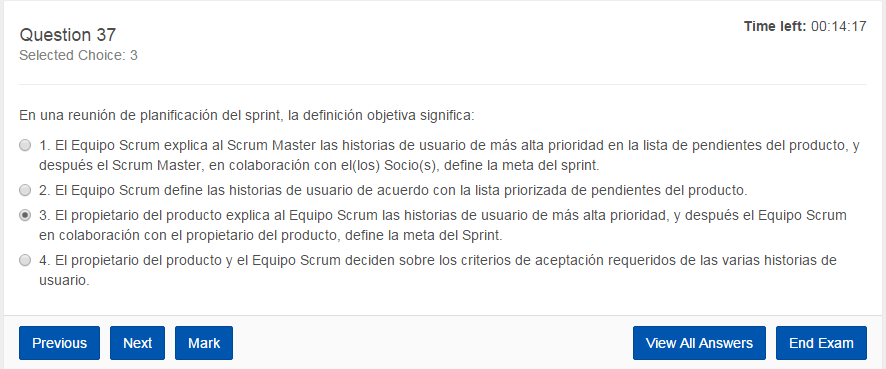 Question 37
Time left: 00:14:17
Selected Choice: 3
En una reunión de planificación del sprint, la definición objetiva significa:
1. El Equipo Scrum explica al Scrum Master las historias de usuario de más alta prioridad en la lista de pendientes del producto, y
después el Scrum Master, en colaboración con el(los) Socio(s), define la meta del sprint.
2. El Equipo Scrum define las historias de usuario de acuerdo con la lista priorizada de pendientes del producto.
3. El propietario del producto explica al Equipo Scrum las historias de usuario de más alta prioridad, y después el Equipo Scrum
en colaboración con el propietario del producto, define la meta del Sprint.
4. El propietario del producto y el Equipo Scrum deciden sobre los criterios de aceptación requeridos de las varias historias de
usuario.
Previous Next Mark View All Answers End Exam